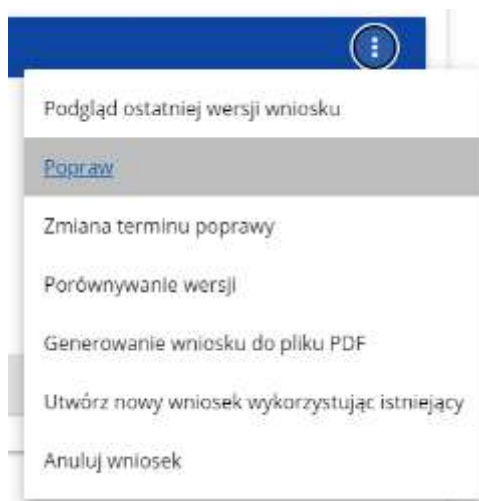 Podgląd ostatniej wersji wniosku
Popraw
Zmiana terminu poprawy
Porównywanie wersji
Generowanie wniosku do pliku PDF
Utwórz nowy wniosek wykorzystując istniejący
Anuluj wniosek